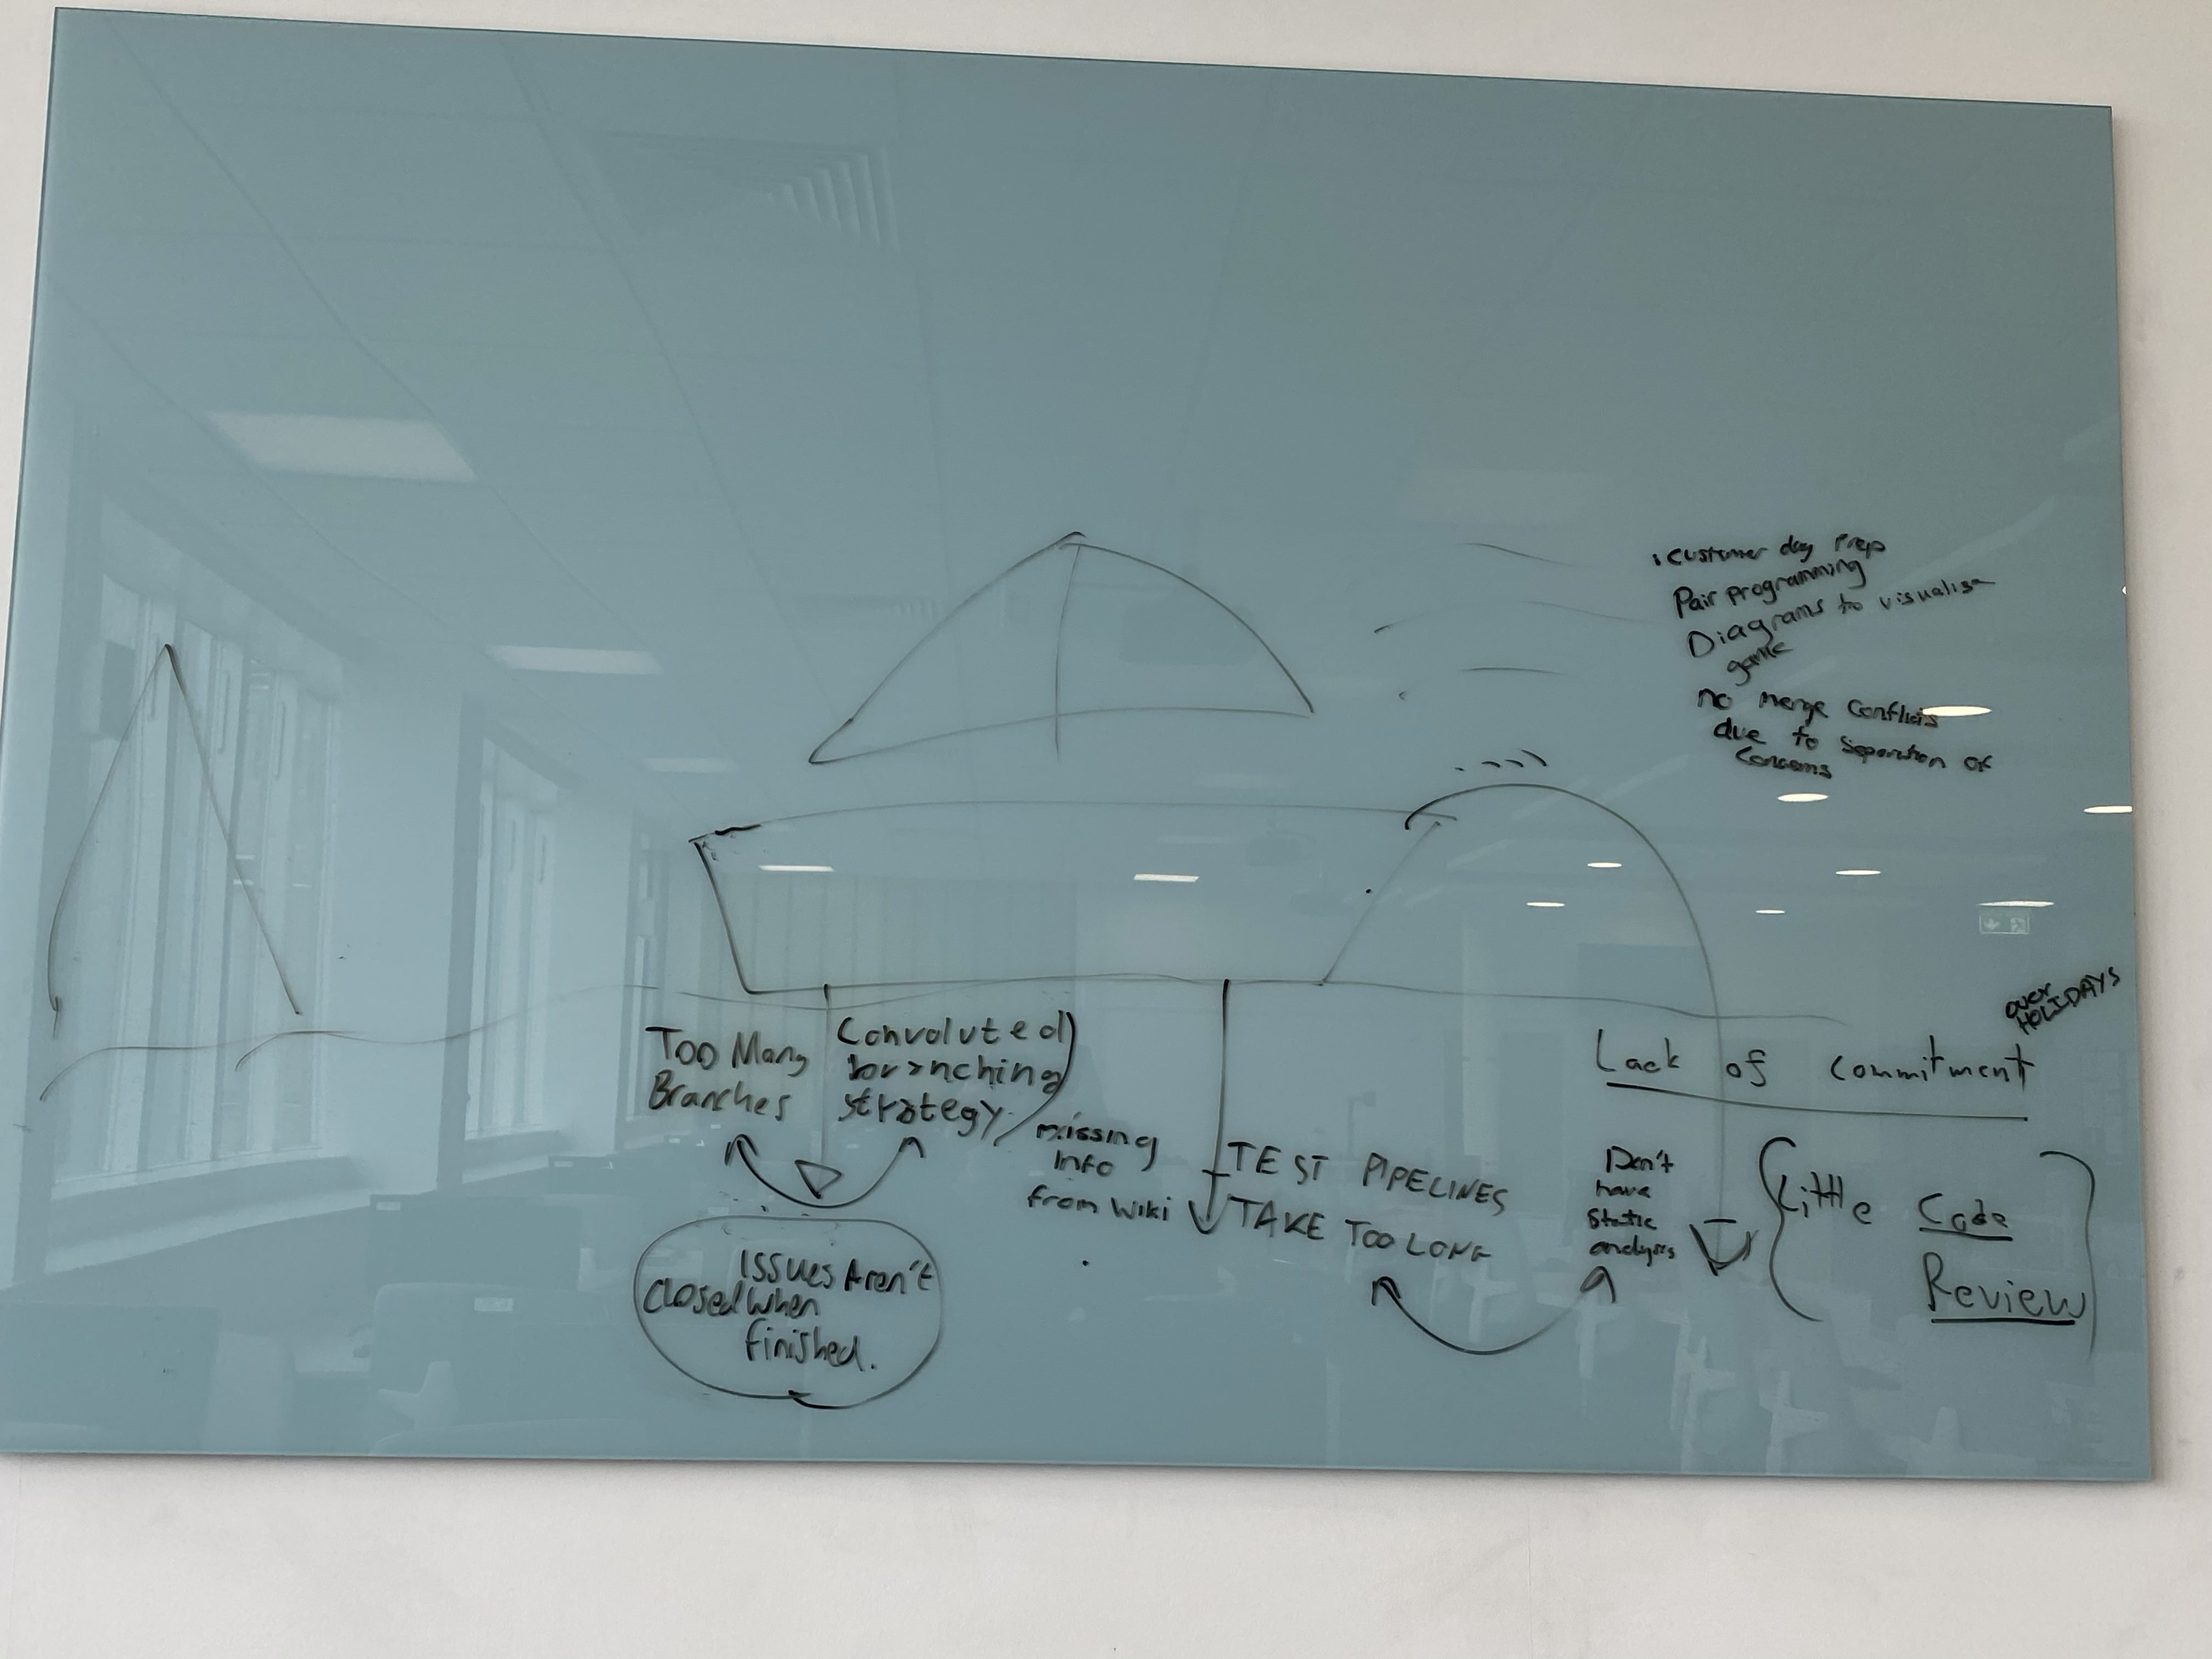 • Customer day Prep
Pair programming
Diagrams to visualise
game
no merge conflicts
due to Separation of
Concerns
over
HOLIDAYS
Lack of commitment
Too Many
Branches
Convoluted
branching
strategy
missing
Info
from Wiki
TEST PIPELINES
TAKE TOO LONG
Don't
have
static
analysis
Little Code
Review
ISSUES Aren't
Closed When
finished.